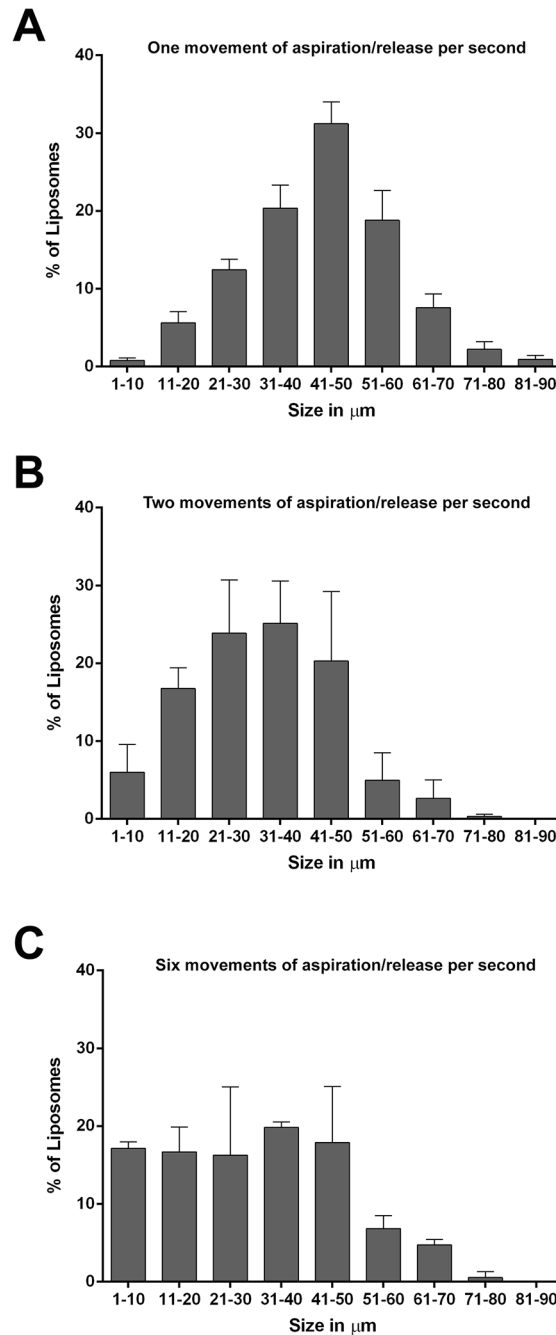 A
One movement of aspiration/release per second
% of Liposomes
40
30
20
10
0
1-10 11-20 21-30 31-40 41-50 51-60 61-70 71-80 81-90
Size in μm
B
Two movements of aspiration/release per second
% of Liposomes
40
30
20
10
0
1-10 11-20 21-30 31-40 41-50 51-60 61-70 71-80 81-90
Size in μm
C
Six movements of aspiration/release per second
% of Liposomes
40
30
20
10
0
1-10 11-20 21-30 31-40 41-50 51-60 61-70 71-80 81-90
Size in μm